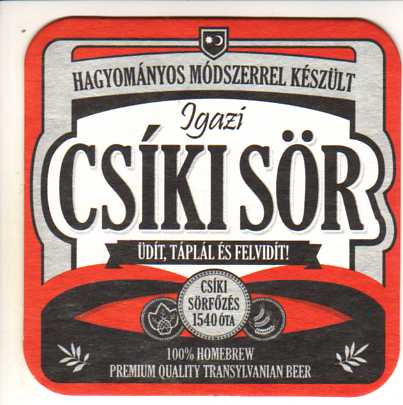 HAGYOMÁNYOS MÓDSZERREL KÉSZÜLT
Igazi
CSÍKI SÖR
ÜDÍT, TÁPLÁL ÉS FELVIDÍT!
CSÍKI
SÖRFŐZÉS
1540 ÓTA
100% HOMEBREW
PREMIUM QUALITY TRANSYLVANIAN BEER